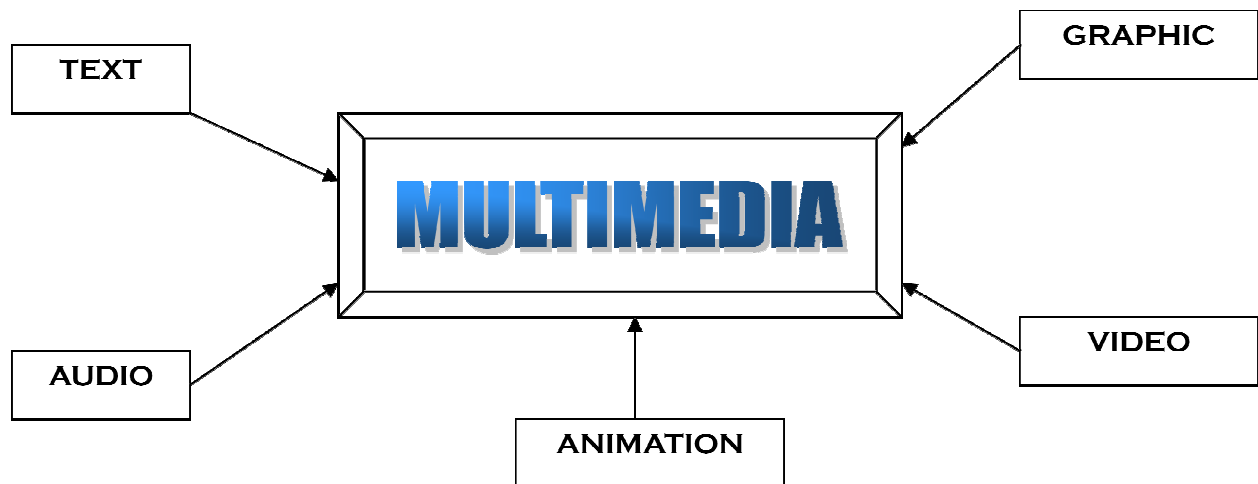 GRAPHIC
TEXT
MULTIMEDIA
VIDEO
AUDIO
ANIMATION